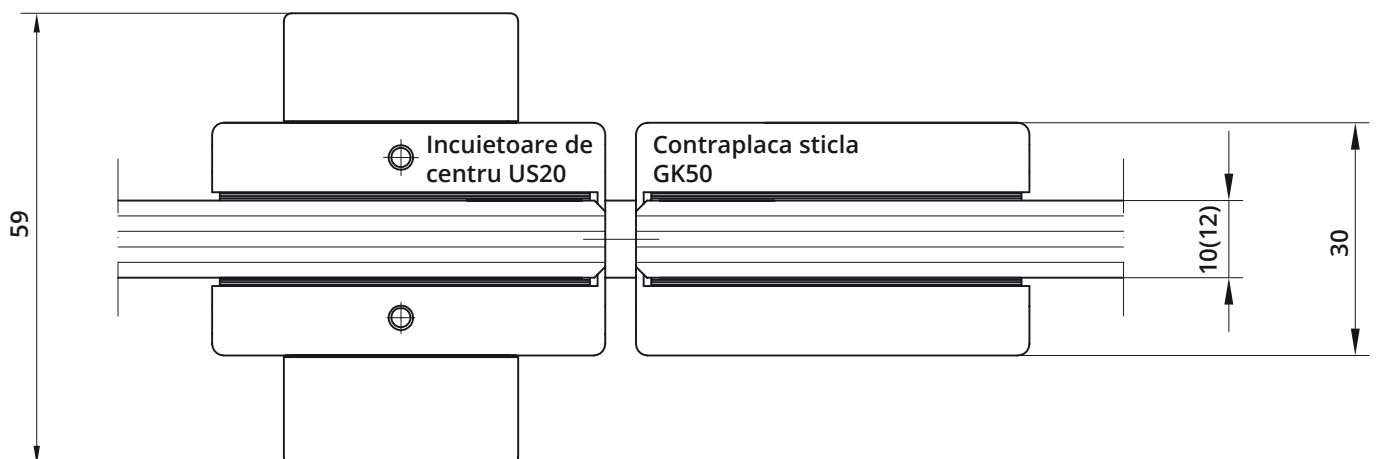 Incuietoare de
centru US20
Contraplaca sticla
GK50
59
10(12)
30